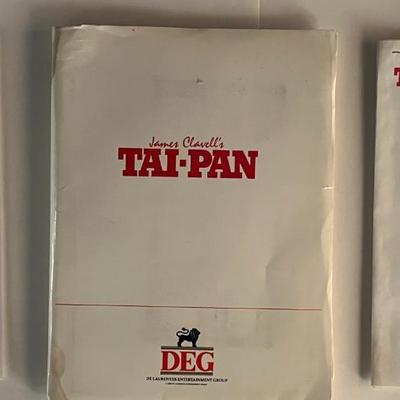 James Clavell's
TAI-PAN
DEG
DE LAURENTIIS ENTERTAINMENT GROUP
T